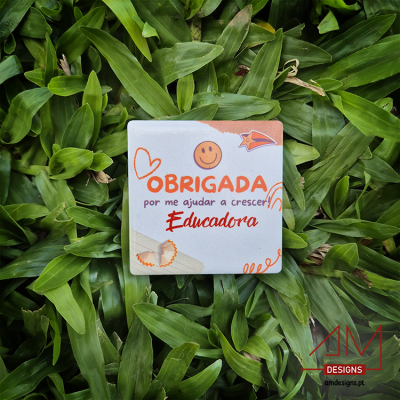 OBRIGADA
por me ajudar a crescer!
Educadora
AM
DESIGNS
amdesigns.pt